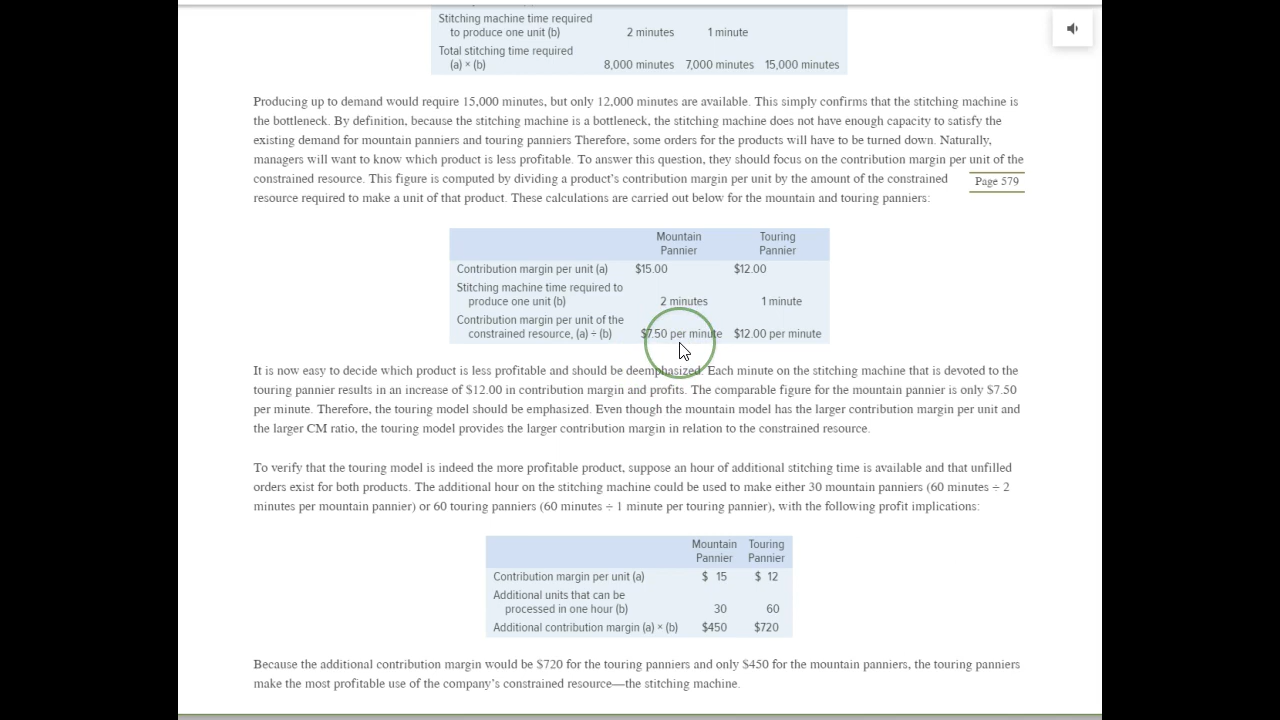 Stitching machine time required
to produce one unit (b) 2 minutes 1 minute
Total stitching time required
(a) × (b) 8,000 minutes 7,000 minutes 15,000 minutes
Producing up to demand would require 15,000 minutes, but only 12,000 minutes are available. This simply confirms that the stitching machine is
the bottleneck. By definition, because the stitching machine is a bottleneck, the stitching machine does not have enough capacity to satisfy the
existing demand for mountain panniers and touring panniers Therefore, some orders for the products will have to be turned down. Naturally,
managers will want to know which product is less profitable. To answer this question, they should focus on the contribution margin per unit of the
constrained resource. This figure is computed by dividing a product's contribution margin per unit by the amount of the constrained
Page 579
resource required to make a unit of that product. These calculations are carried out below for the mountain and touring panniers:
Mountain Touring
Pannier Pannier
Contribution margin per unit (a) $15.00 $12.00
Stitching machine time required to
produce one unit (b) 2 minutes 1 minute
Contribution margin per unit of the
constrained resource, (a) ÷ (b) $7.50 per minute $12.00 per minute
It is now easy to decide which product is less profitable and should be deemphasized. Each minute on the stitching machine that is devoted to the
touring pannier results in an increase of $12.00 in contribution margin and profits. The comparable figure for the mountain pannier is only $7.50
per minute. Therefore, the touring model should be emphasized. Even though the mountain model has the larger contribution margin per unit and
the larger CM ratio, the touring model provides the larger contribution margin in relation to the constrained resource.
To verify that the touring model is indeed the more profitable product, suppose an hour of additional stitching time is available and that unfilled
orders exist for both products. The additional hour on the stitching machine could be used to make either 30 mountain panniers (60 minutes ÷ 2
minutes per mountain pannier) or 60 touring panniers (60 minutes ÷ 1 minute per touring pannier), with the following profit implications:
Mountain Touring
Pannier Pannier
Contribution margin per unit (a) $ 15 $ 12
Additional units that can be
processed in one hour (b) 30 60
Additional contribution margin (a) × (b) $450 $720
Because the additional contribution margin would be $720 for the touring panniers and only $450 for the mountain panniers, the touring panniers
make the most profitable use of the company's constrained resource—the stitching machine.